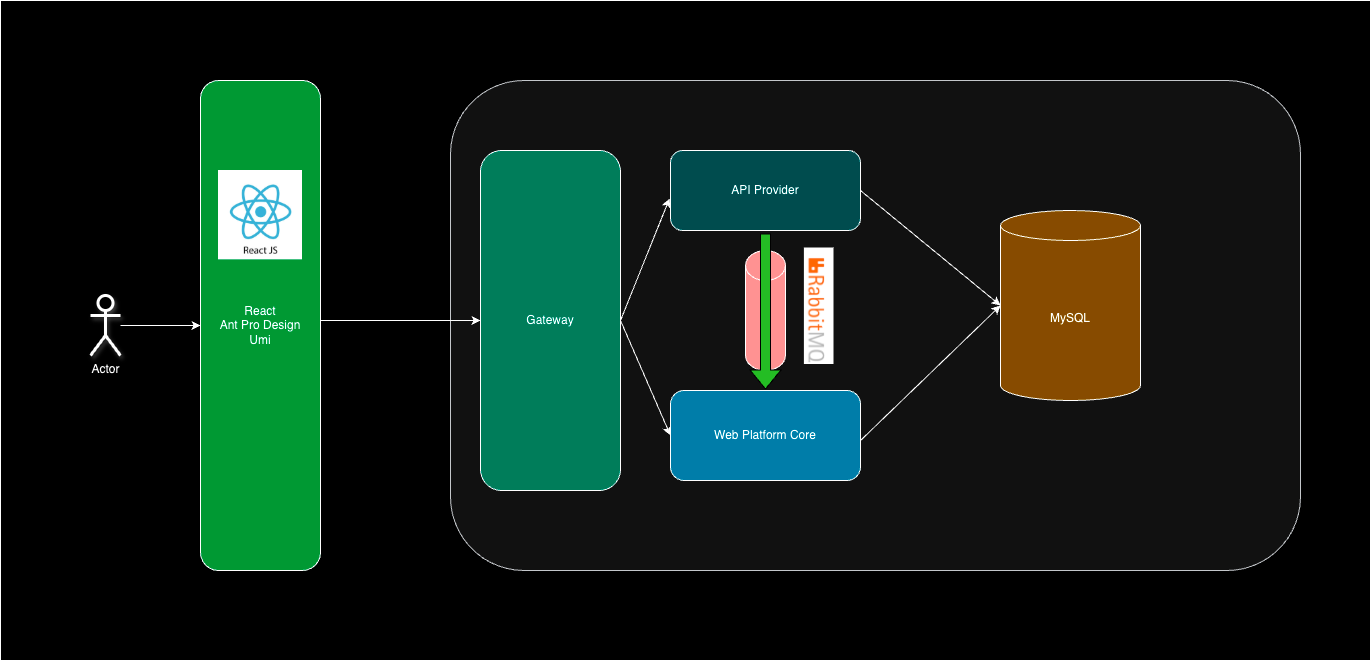 React JS
React
Ant Pro Design
Umi
Actor
Gateway
API Provider
RabbitMQ
Web Platform Core
MySQL